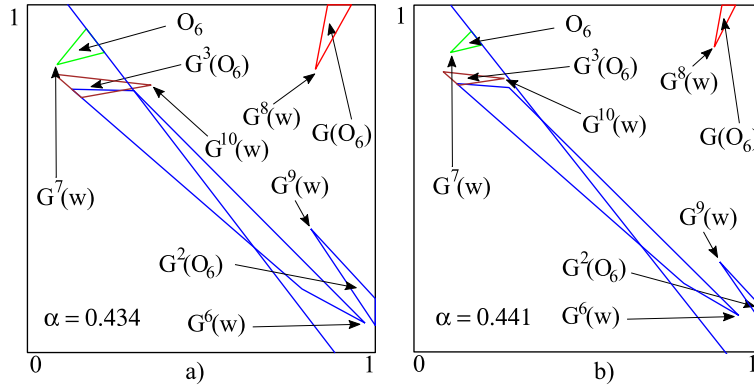 1
O₆
G³(O₆)
G⁸(w)
G(O₆)
G¹⁰(w)
G⁷(w)
G⁹(w)
G²(O₆)
G⁶(w)
α = 0.434
0
1
a)
1
O₆
G³(O₆)
G⁸(w)
G¹⁰(w)
G(O₆)
G⁷(w)
G⁹(w)
G²(O₆)
G⁶(w)
α = 0.441
0
1
b)